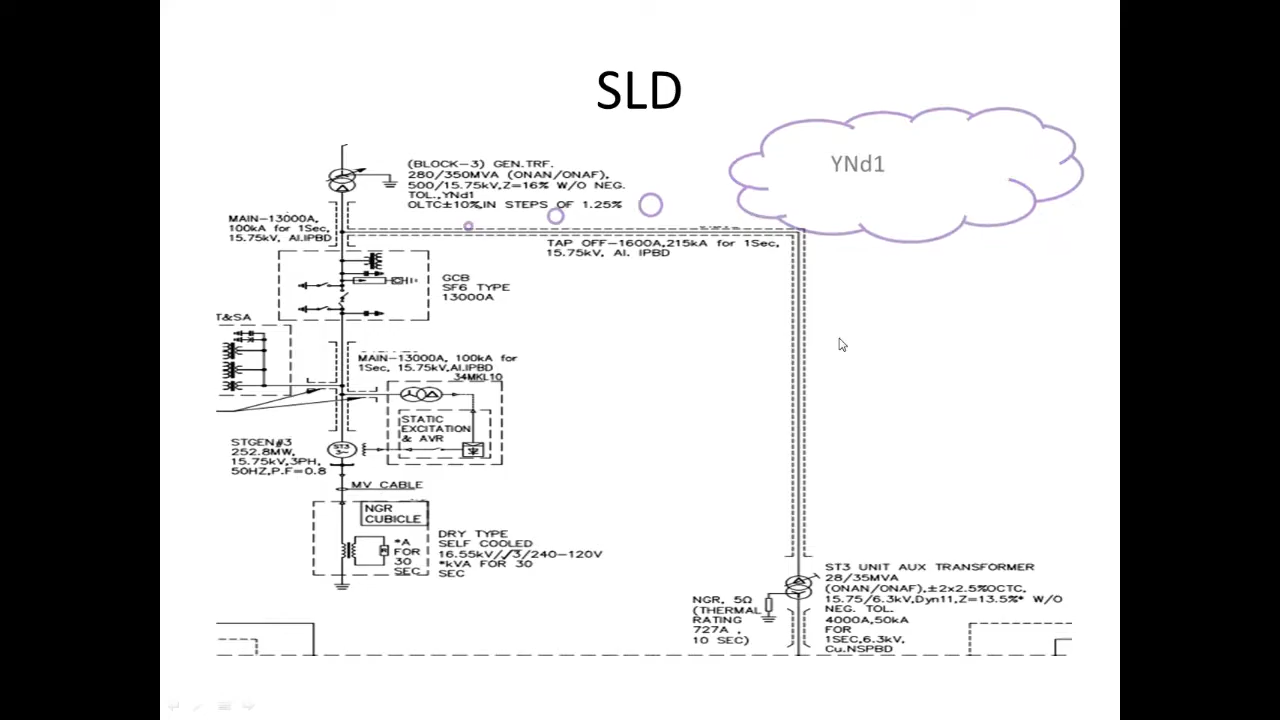 SLD
YNd1
(BLOCK-3) GEN.TRF.
280/350MVA (ONAN/ONAF),
500/15.75kV,Z=16% W/O NEG.
TOL.,YNd1
OLTC±10%,IN STEPS OF 1.25%
MAIN-13000A,
100kA for 1Sec,
15.75kV, Al.IPBD
TAP OFF-1600A,215kA for 1Sec,
15.75kV, Al. IPBD
GCB
SF6 TYPE
13000A
T&SA
MAIN-13000A, 100kA for
1Sec, 15.75kV,Al.IPBD
34MKL10
STATIC
EXCITATION
& AVR
STGEN#3
252.8MW,
15.75kV,3PH,
50HZ,P.F=0.8
ST3
3~
MV CABLE
NGR
CUBICLE
*A
FOR
30
SEC
DRY TYPE
SELF COOLED
16.55kV/√3/240-120V
*kVA FOR 30
SEC
NGR, 5Ω
(THERMAL
RATING
727A ,
10 SEC)
ST3 UNIT AUX TRANSFORMER
28/35MVA
(ONAN/ONAF),±2x2.5%OCTC,
15.75/6.3kV,Dyn11,Z=13.5%* W/O
NEG. TOL.
4000A,50kA
FOR
1SEC,6.3kV,
Cu.NSPBD